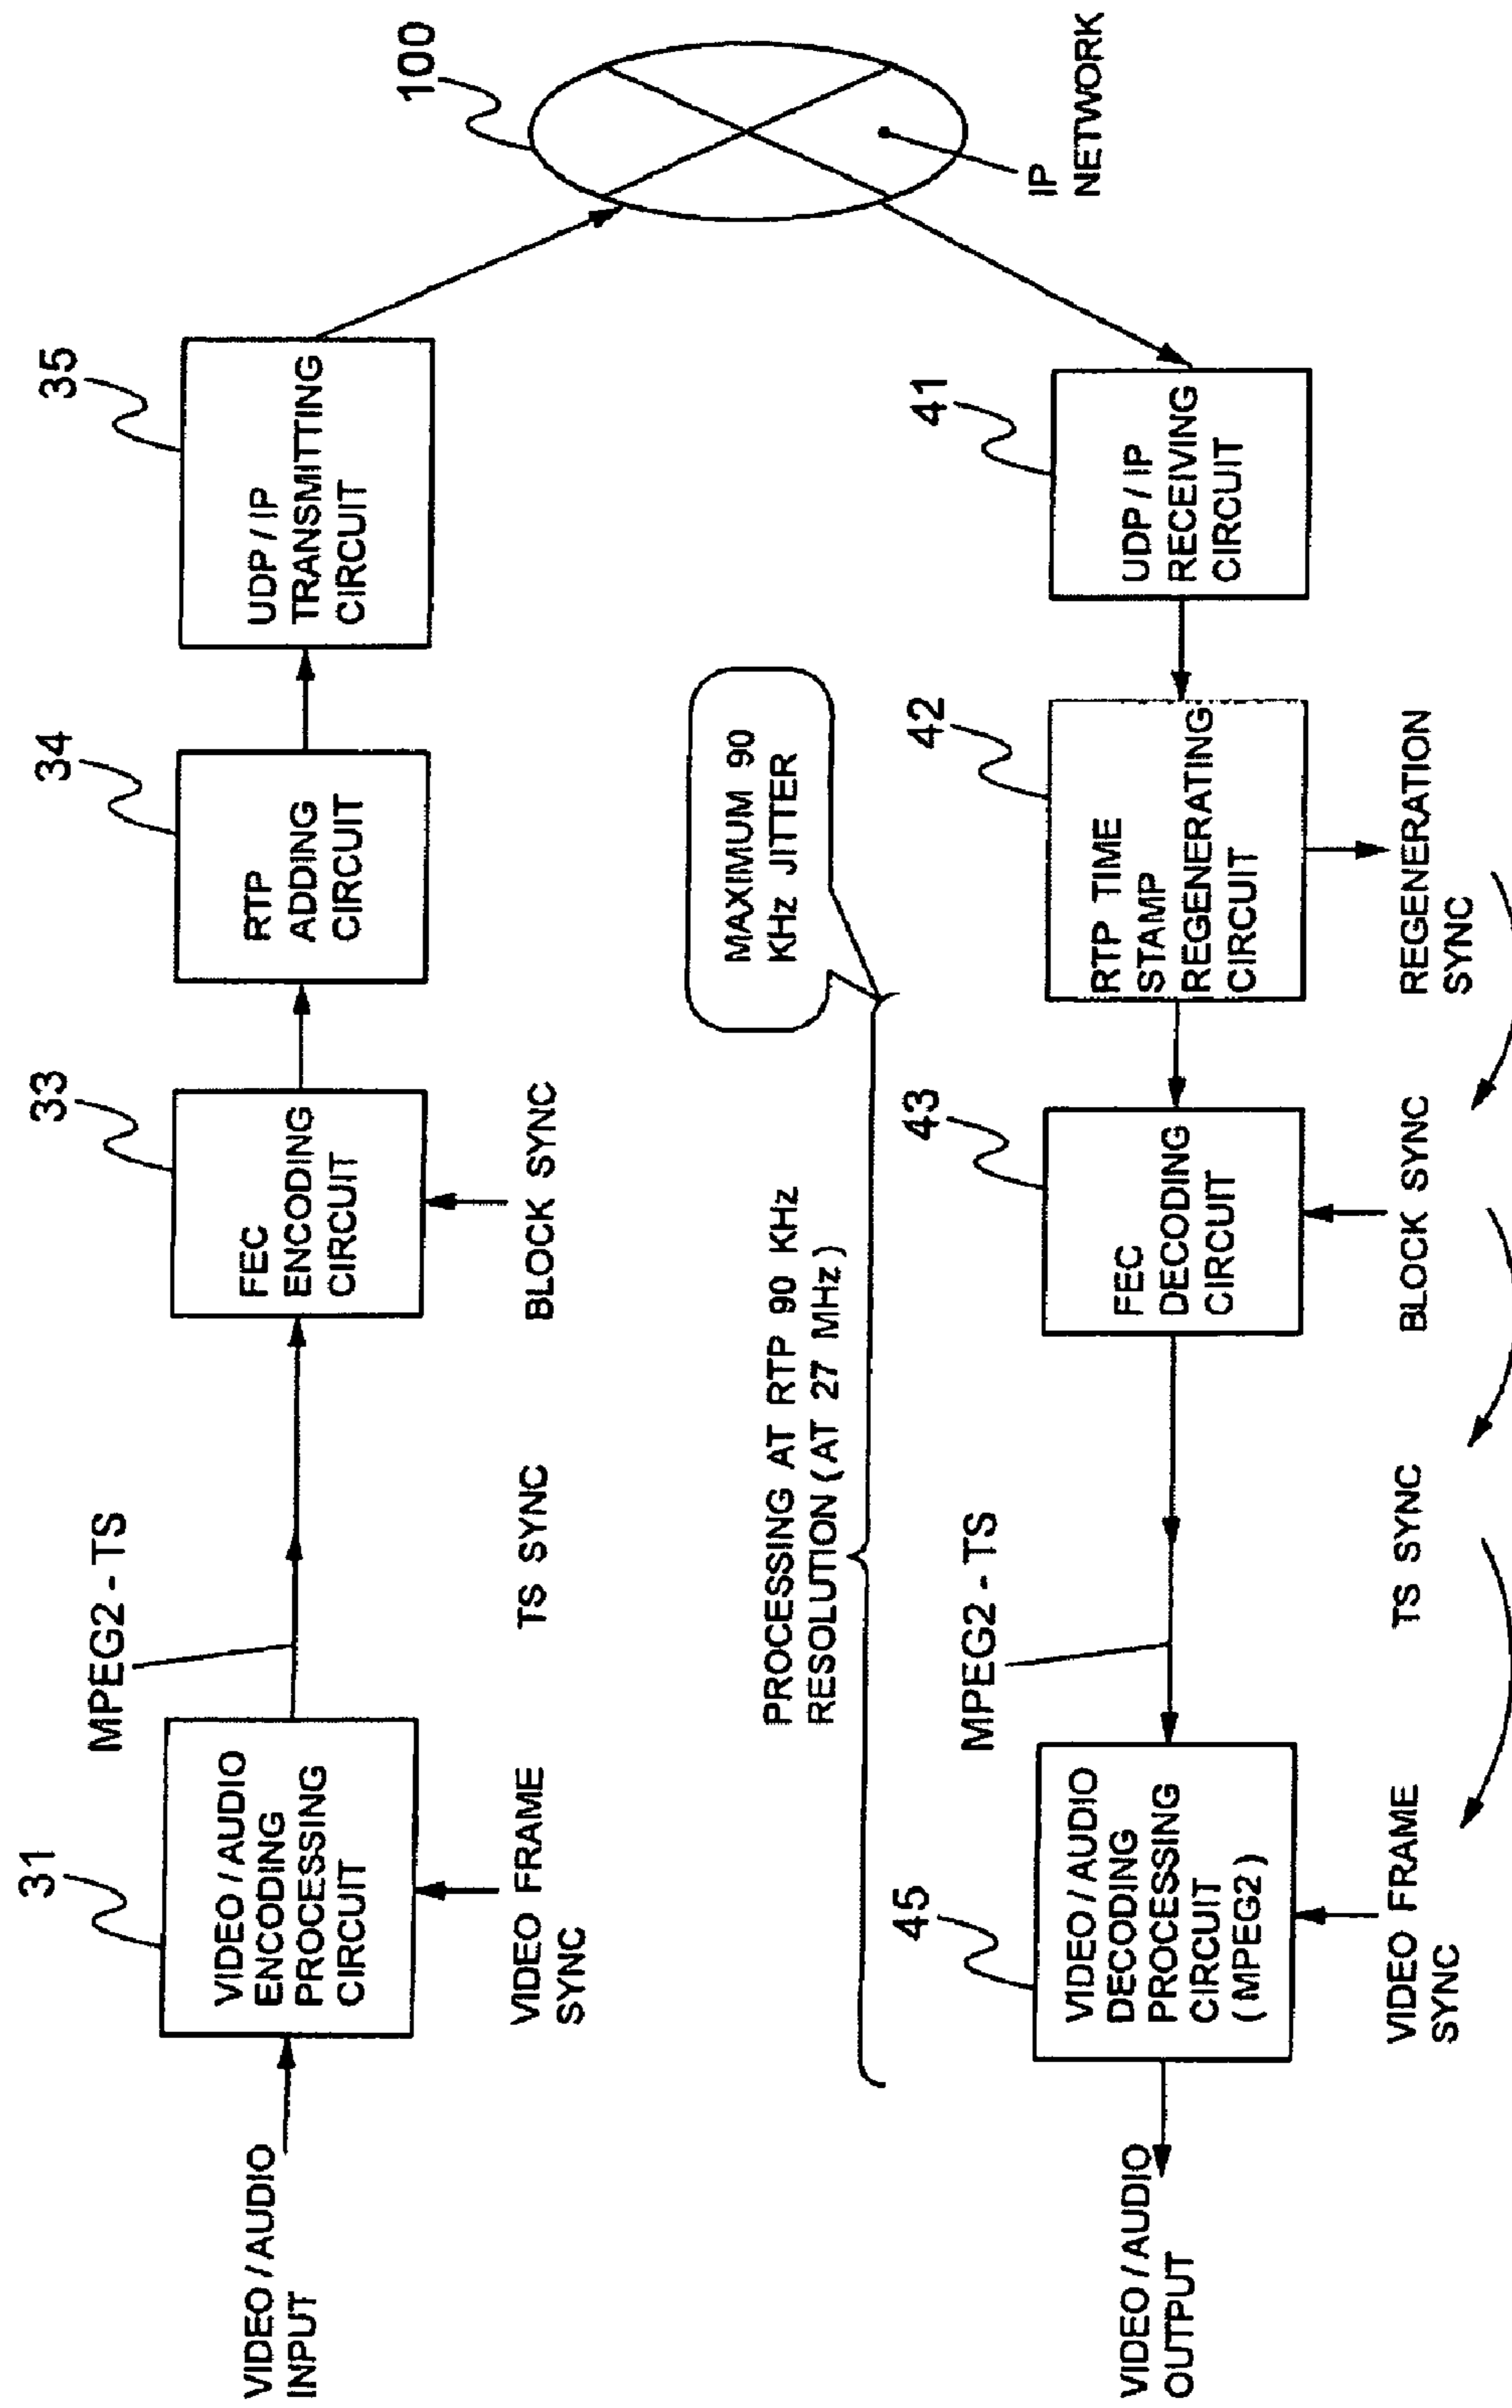 VIDEO / AUDIO
INPUT
31
VIDEO / AUDIO
ENCODING
PROCESSING
CIRCUIT
VIDEO FRAME
SYNC
MPEG2 - TS
TS SYNC
33
FEC
ENCODING
CIRCUIT
BLOCK SYNC
34
RTP
ADDING
CIRCUIT
35
UDP / IP
TRANSMITTING
CIRCUIT
100
IP
NETWORK
PROCESSING AT RTP 90 KHz
RESOLUTION (AT 27 MHz)
MAXIMUM 90
KHz JITTER
VIDEO / AUDIO
OUTPUT
45
VIDEO / AUDIO
DECODING
PROCESSING
CIRCUIT
(MPEG2)
VIDEO FRAME
SYNC
MPEG2 - TS
TS SYNC
43
FEC
DECODING
CIRCUIT
BLOCK SYNC
42
RTP TIME
STAMP
REGENERATING
CIRCUIT
REGENERATION
SYNC
41
UDP / IP
RECEIVING
CIRCUIT